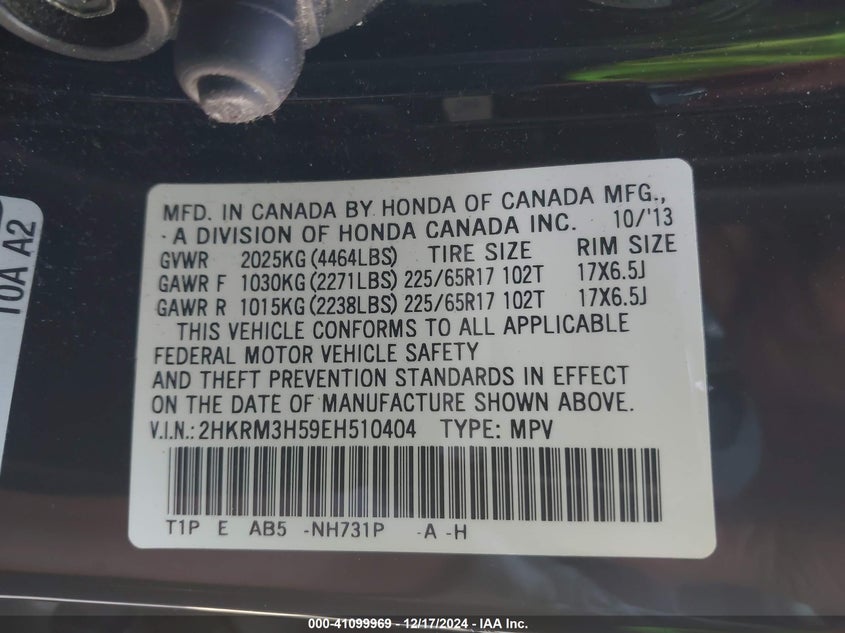 MFD. IN CANADA BY HONDA OF CANADA MFG.,
A DIVISION OF HONDA CANADA INC. 10/'13
GVWR 2025KG (4464LBS) TIRE SIZE RIM SIZE
GAWR F 1030KG (2271LBS) 225/65R17 102T 17X6.5J
GAWR R 1015KG (2238LBS) 225/65R17 102T 17X6.5J
THIS VEHICLE CONFORMS TO ALL APPLICABLE
FEDERAL MOTOR VEHICLE SAFETY
AND THEFT PREVENTION STANDARDS IN EFFECT
ON THE DATE OF MANUFACTURE SHOWN ABOVE.
V.I.N.: 2HKRM3H59EH510404 TYPE: MPV
T1P E AB5 -NH731P -A -H
10A A2
000-41099969 - 12/17/2024 - IAA Inc.